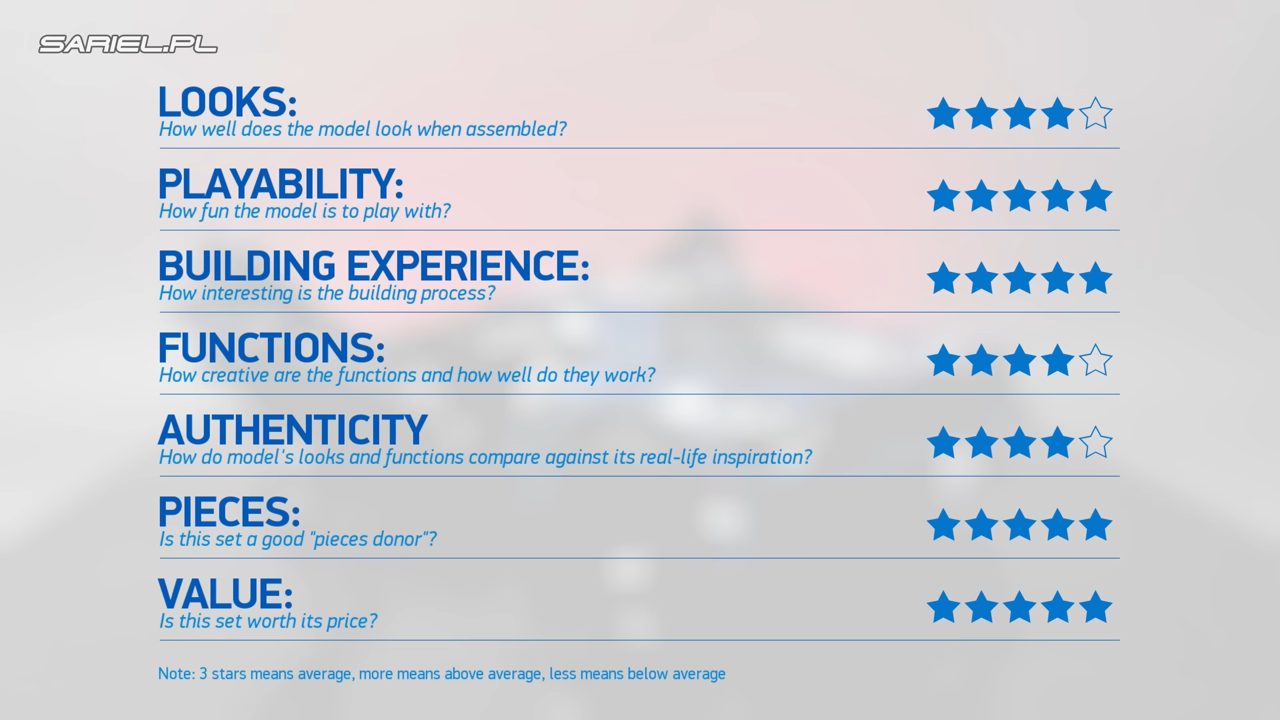 SARIEL.PL
LOOKS:
How well does the model look when assembled?
PLAYABILITY:
How fun the model is to play with?
BUILDING EXPERIENCE:
How interesting is the building process?
FUNCTIONS:
How creative are the functions and how well do they work?
AUTHENTICITY
How do model's looks and functions compare against its real-life inspiration?
PIECES:
Is this set a good "pieces donor"?
VALUE:
Is this set worth its price?
Note: 3 stars means average, more means above average, less means below average